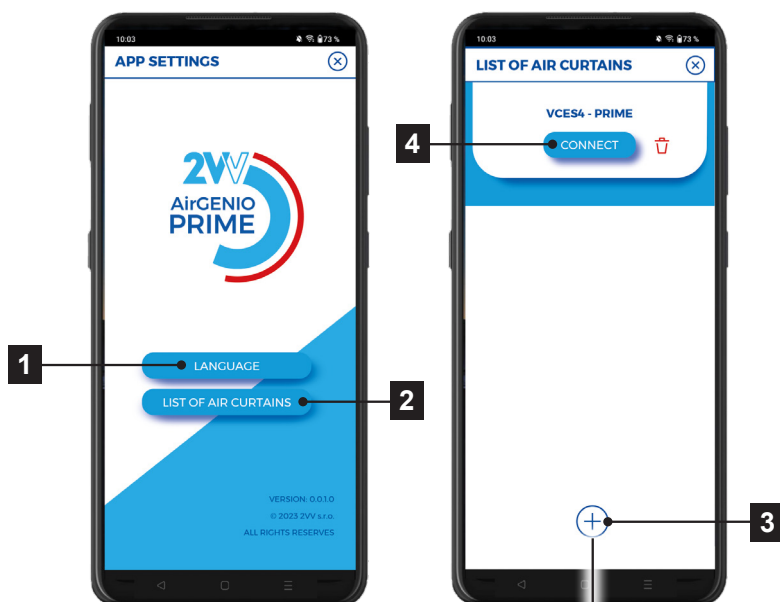 10:03
73 %
APP SETTINGS
2VV
AirGENIO
PRIME
1
LANGUAGE
LIST OF AIR CURTAINS
2
VERSION: 0.0.1.0
© 2023 2VV s.r.o.
ALL RIGHTS RESERVES
10:03
73 %
LIST OF AIR CURTAINS
VCES4 - PRIME
4
CONNECT
3